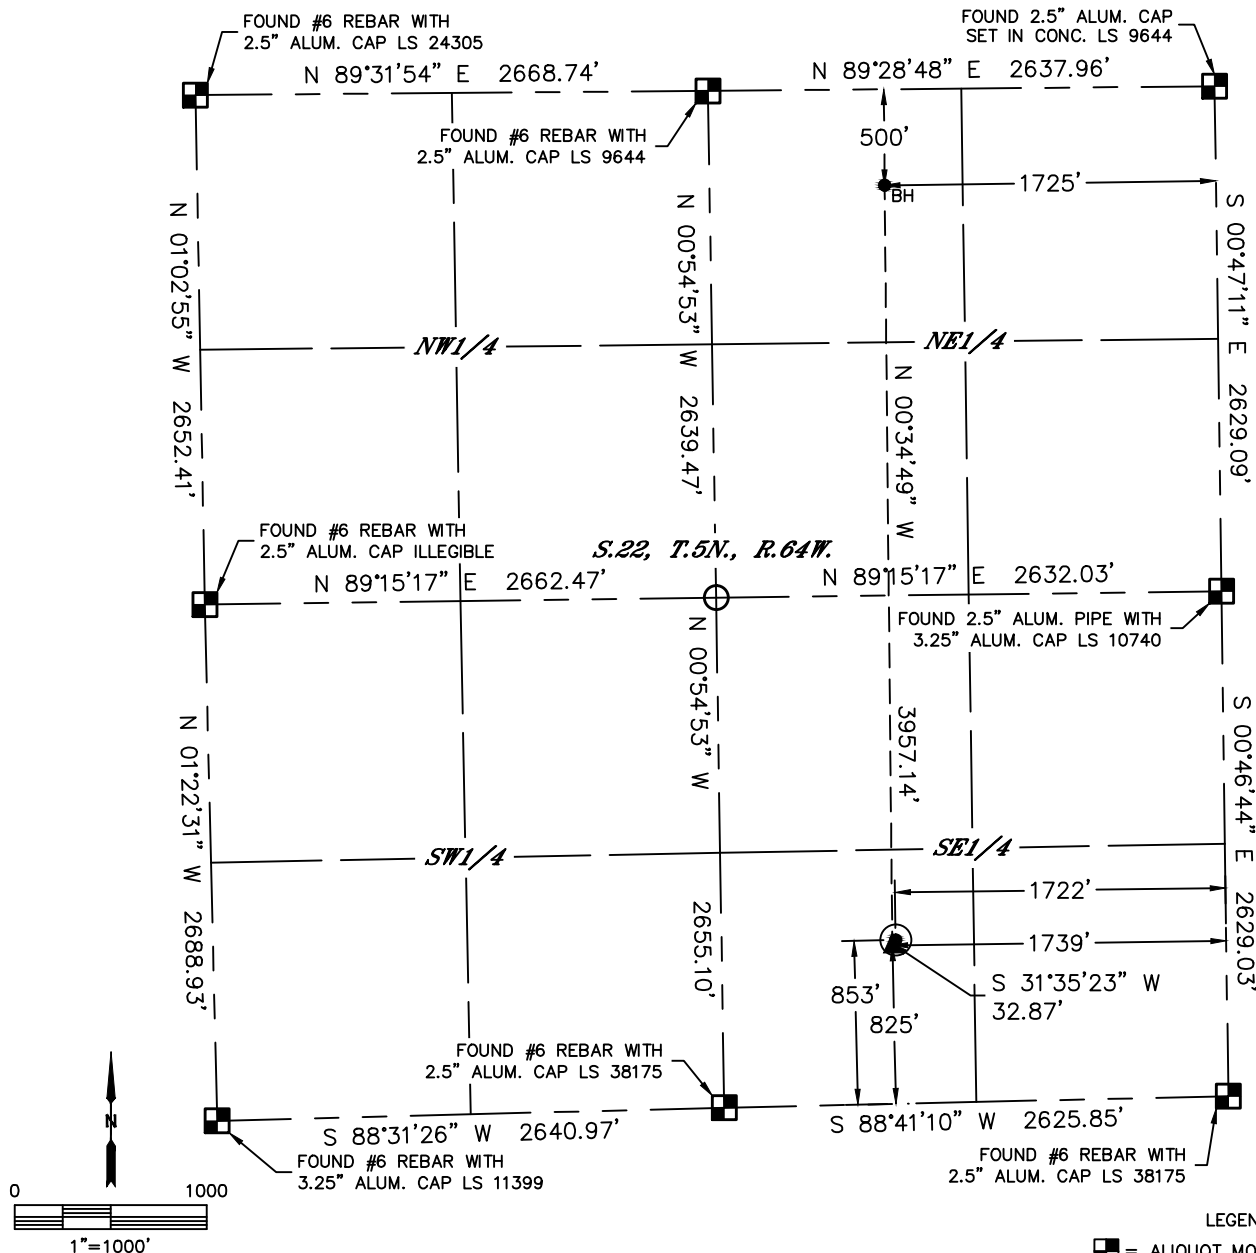 FOUND #6 REBAR WITH
2.5" ALUM. CAP LS 24305
FOUND 2.5" ALUM. CAP
SET IN CONC. LS 9644
N 89°31'54" E 2668.74'
N 89°28'48" E 2637.96'
FOUND #6 REBAR WITH
2.5" ALUM. CAP LS 9644
500'
1725'
BH
N 01°02'55" W 2652.41'
N 00°54'53" W 2639.47'
S 00°47'11" E 2629.09'
NW1/4
NE1/4
N 00°34'49" W 3957.14'
FOUND #6 REBAR WITH
2.5" ALUM. CAP ILLEGIBLE
S.22, T.5N., R.64W.
N 89°15'17" E 2662.47'
N 89°15'17" E 2632.03'
FOUND 2.5" ALUM. PIPE WITH
3.25" ALUM. CAP LS 10740
N 01°22'31" W 2688.93'
N 00°54'53" W 2655.10'
S 00°46'44" E 2629.03'
SW1/4
SE1/4
1722'
1739'
S 31°35'23" W
32.87'
853'
825'
FOUND #6 REBAR WITH
2.5" ALUM. CAP LS 38175
S 88°31'26" W 2640.97'
S 88°41'10" W 2625.85'
FOUND #6 REBAR WITH
3.25" ALUM. CAP LS 11399
FOUND #6 REBAR WITH
2.5" ALUM. CAP LS 38175
N
0 1000
1"=1000'
LEGEN
= ALIQUOT MO